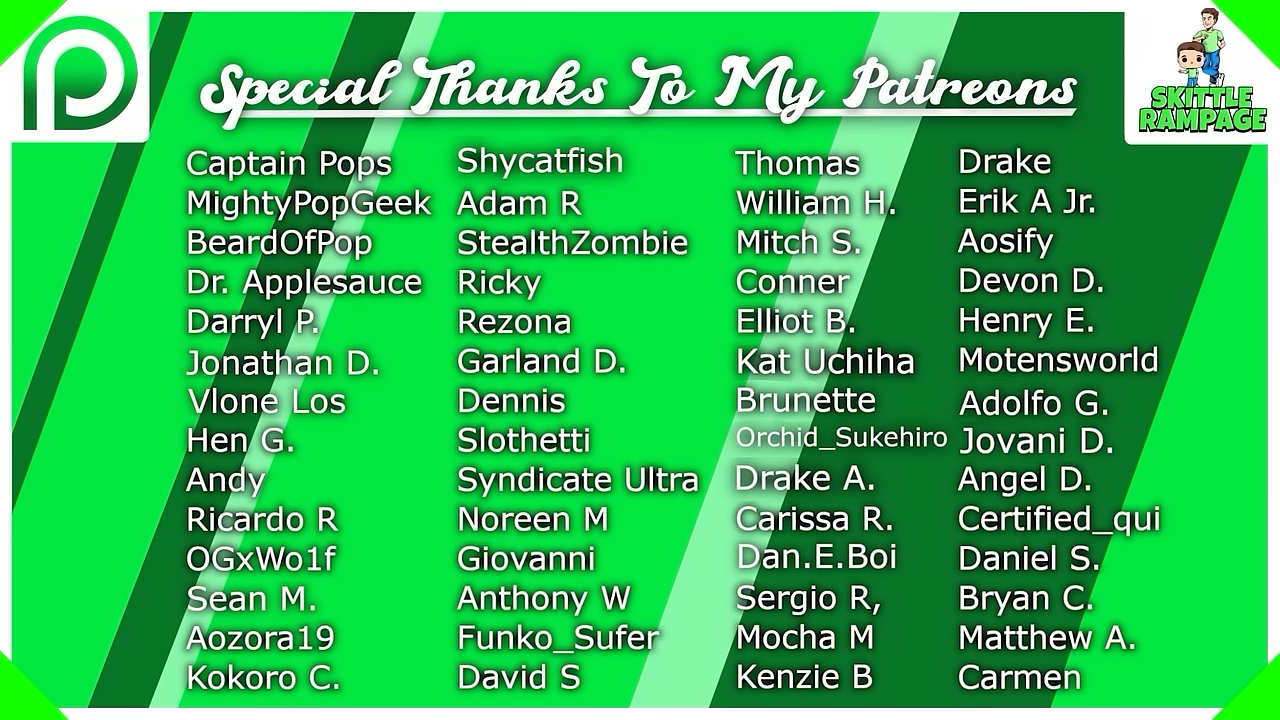 Special Thanks To My Patreons
SKITTLE
RAMPAGE
Captain Pops
MightyPopGeek
BeardOfPop
Dr. Applesauce
Darryl P.
Jonathan D.
Vlone Los
Hen G.
Andy
Ricardo R
OGxWo1f
Sean M.
Aozora19
Kokoro C.
Shycatfish
Adam R
StealthZombie
Ricky
Rezona
Garland D.
Dennis
Slothetti
Syndicate Ultra
Noreen M
Giovanni
Anthony W
Funko_Sufer
David S
Thomas
William H.
Mitch S.
Conner
Elliot B.
Kat Uchiha
Brunette
Orchid_Sukehiro
Drake A.
Carissa R.
Dan.E.Boi
Sergio R,
Mocha M
Kenzie B
Drake
Erik A Jr.
Aosify
Devon D.
Henry E.
Motensworld
Adolfo G.
Jovani D.
Angel D.
Certified_qui
Daniel S.
Bryan C.
Matthew A.
Carmen